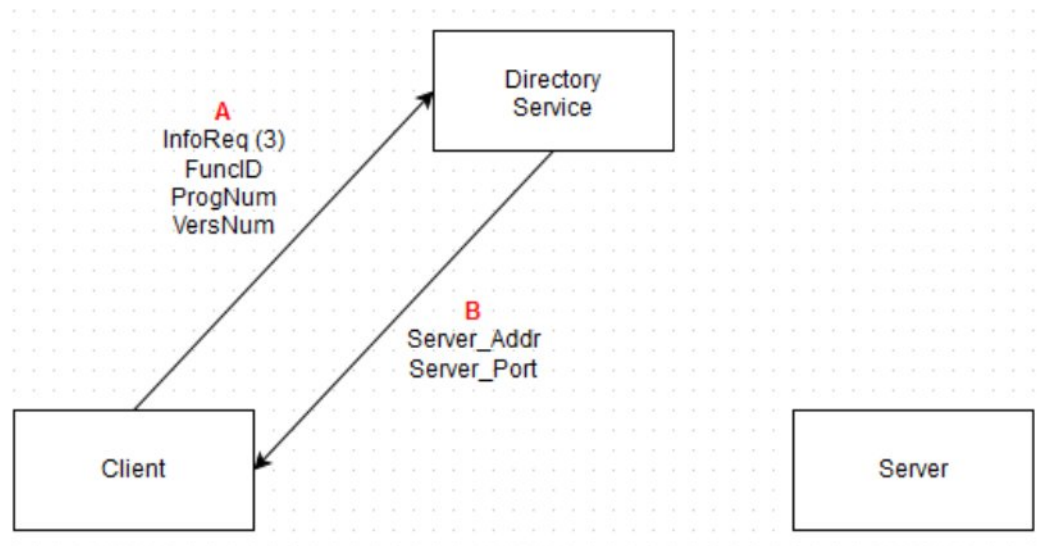 Directory
Service
A
InfoReq (3)
FuncID
ProgNum
VersNum
B
Server_Addr
Server_Port
Client
Server